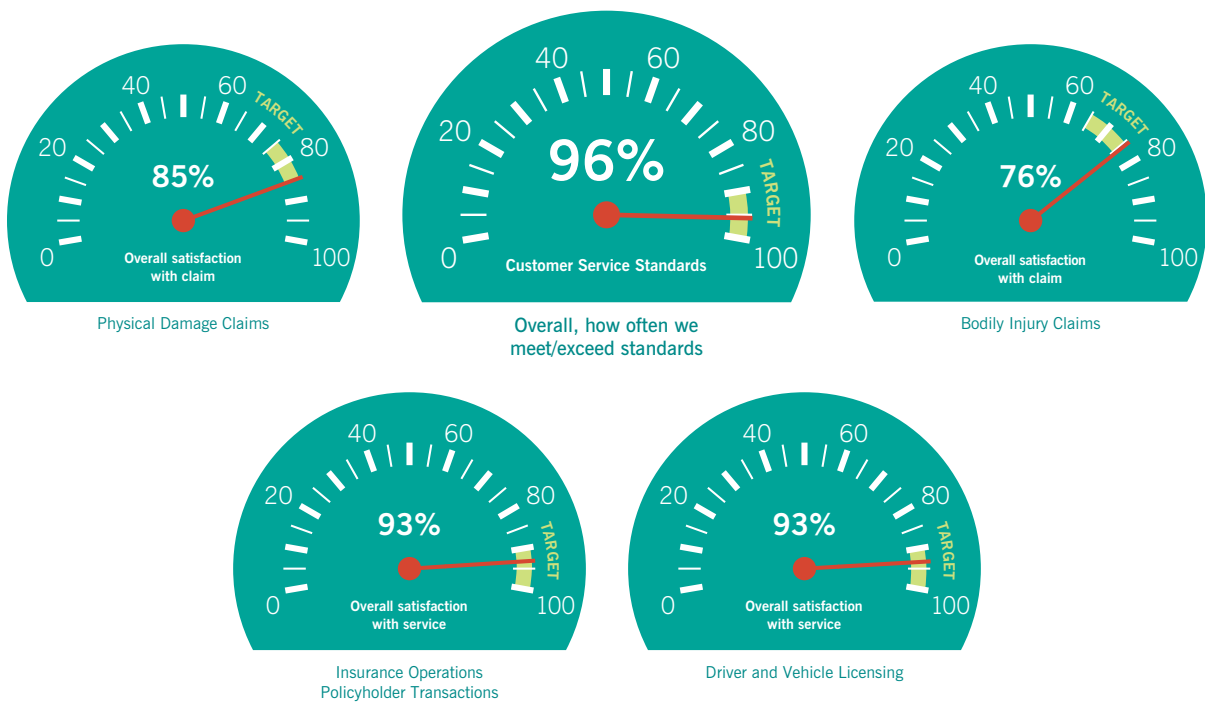 0
20
40
60
TARGET
80
100
85%
Overall satisfaction
with claim
Physical Damage Claims
0
20
40
60
80
TARGET
100
96%
Customer Service Standards
Overall, how often we
meet/exceed standards
0
20
40
60
TARGET
80
100
76%
Overall satisfaction
with claim
Bodily Injury Claims
0
20
40
60
80
TARGET
100
93%
Overall satisfaction
with service
Insurance Operations
Policyholder Transactions
0
20
40
60
80
TARGET
100
93%
Overall satisfaction
with service
Driver and Vehicle Licensing